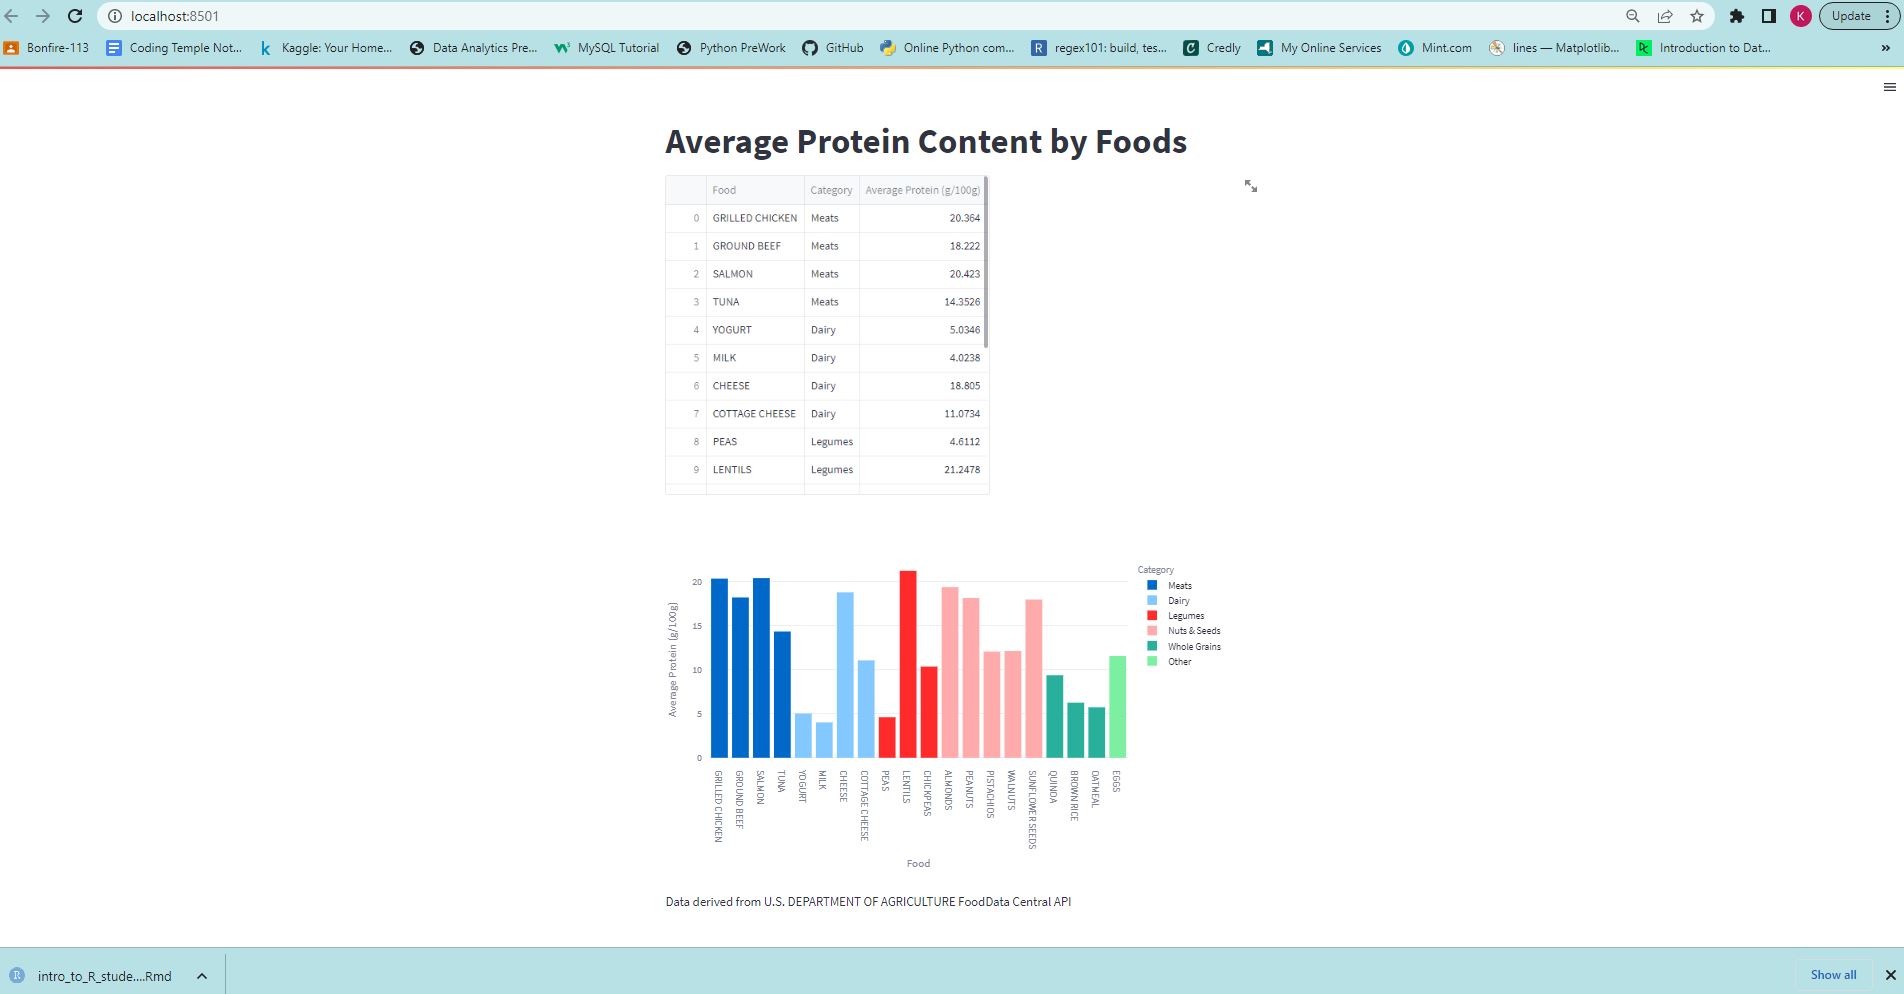 localhost:8501
K
Update
Bonfire-113
Coding Temple Not...
k
Kaggle: Your Home...
Data Analytics Pre...
MySQL Tutorial
Python PreWork
GitHub
Online Python com...
R
regex101: build, tes...
Credly
My Online Services
Mint.com
lines — Matplotlib...
Introduction to Dat...
»
Average Protein Content by Foods
Food Category Average Protein (g/100g)
0 GRILLED CHICKEN Meats 20.364
1 GROUND BEEF Meats 18.222
2 SALMON Meats 20.423
3 TUNA Meats 14.3526
4 YOGURT Dairy 5.0346
5 MILK Dairy 4.0238
6 CHEESE Dairy 18.805
7 COTTAGE CHEESE Dairy 11.0734
8 PEAS Legumes 4.6112
9 LENTILS Legumes 21.2478
Average Protein (g/100g)
20
15
10
5
0
GRILLED CHICKEN
GROUND BEEF
SALMON
TUNA
YOGURT
MILK
CHEESE
COTTAGE CHEESE
PEAS
LENTILS
CHICKPEAS
ALMONDS
PEANUTS
PISTACHIOS
WALNUTS
SUNFLOWER SEEDS
QUINOA
BROWN RICE
OATMEAL
EGGS
Food
Category
Meats
Dairy
Legumes
Nuts & Seeds
Whole Grains
Other
Data derived from U.S. DEPARTMENT OF AGRICULTURE FoodData Central API
R
intro_to_R_stude....Rmd
Show all